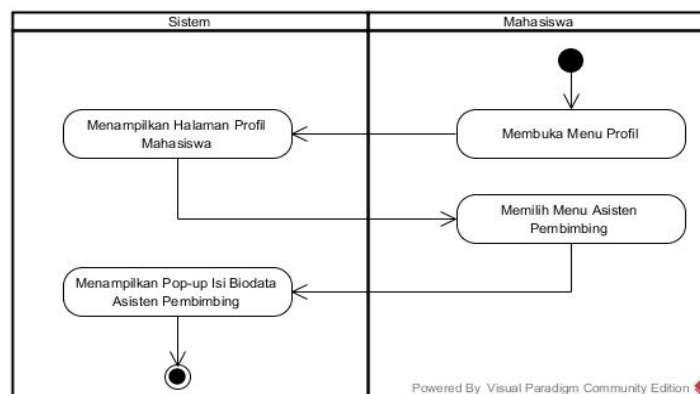 Sistem
Mahasiswa
Menampilkan Halaman Profil
Mahasiswa
Membuka Menu Profil
Memilih Menu Asisten
Pembimbing
Menampilkan Pop-up Isi Biodata
Asisten Pembimbing
Powered By Visual Paradigm Community Edition